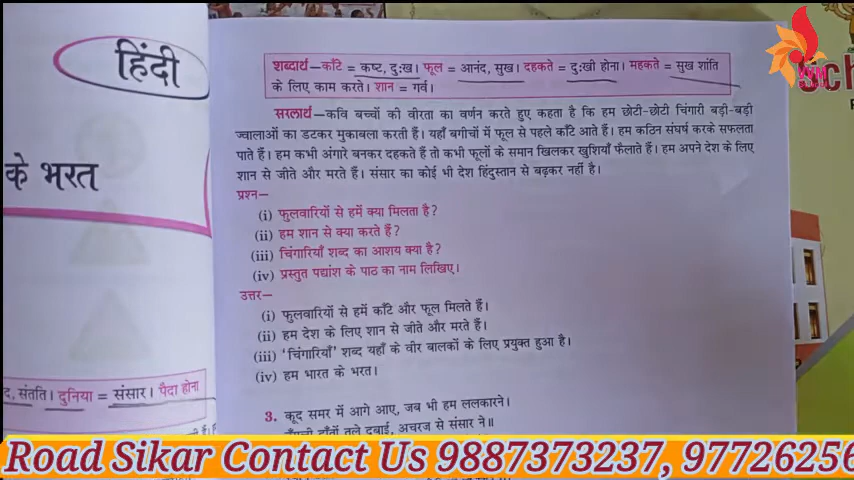 हिंदी
के भरत
संतति। दुनिया = संसार। पैदा होना
शब्दार्थ—काँटे = कष्ट, दुःख। फूल = आनंद, सुख। दहकते = दुःखी होना। महकते = सुख शांति
के लिए काम करते। शान = गर्व।
सरलार्थ—कवि बच्चों की वीरता का वर्णन करते हुए कहता है कि हम छोटी-छोटी चिंगारी बड़ी-बड़ी
ज्वालाओं का डटकर मुकाबला करती हैं। यहाँ बगीचों में फूल से पहले काँटे आते हैं। हम कठिन संघर्ष करके सफलता
पाते हैं। हम कभी अंगारे बनकर दहकते हैं तो कभी फूलों के समान खिलकर खुशियाँ फैलाते हैं। हम अपने देश के लिए
शान से जीते और मरते हैं। संसार का कोई भी देश हिंदुस्तान से बढ़कर नहीं है।
प्रश्न—
(i) फुलवारियों से हमें क्या मिलता है?
(ii) हम शान से क्या करते हैं?
(iii) चिंगारियाँ शब्द का आशय क्या है?
(iv) प्रस्तुत पद्यांश के पाठ का नाम लिखिए।
उत्तर—
(i) फुलवारियों से हमें काँटे और फूल मिलते हैं।
(ii) हम देश के लिए शान से जीते और मरते हैं।
(iii) 'चिंगारियाँ' शब्द यहाँ के वीर बालकों के लिए प्रयुक्त हुआ है।
(iv) हम भारत के भरत।
3. कूद समर में आगे आए, जब भी हम ललकारने।
दाँतों तले दबाई, अचरज से संसार ने॥
Road Sikar Contact Us 9887373237, 97726256